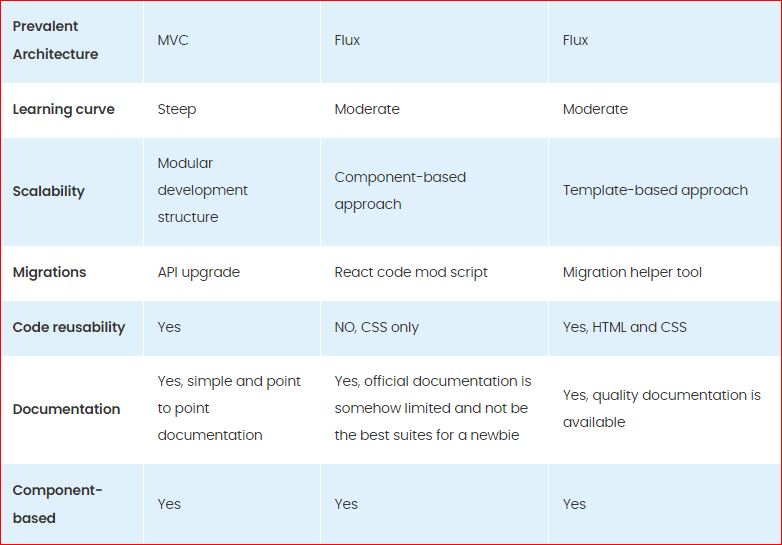 Prevalent
Architecture
MVC
Flux
Flux
Learning curve
Steep
Moderate
Moderate
Scalability
Modular
development
structure
Component-based
approach
Template-based approach
Migrations
API upgrade
React code mod script
Migration helper tool
Code reusability
Yes
NO, CSS only
Yes, HTML and CSS
Documentation
Yes, simple and point
to point
documentation
Yes, official documentation is
somehow limited and not be
the best suites for a newbie
Yes, quality documentation is
available
Component-
based
Yes
Yes
Yes